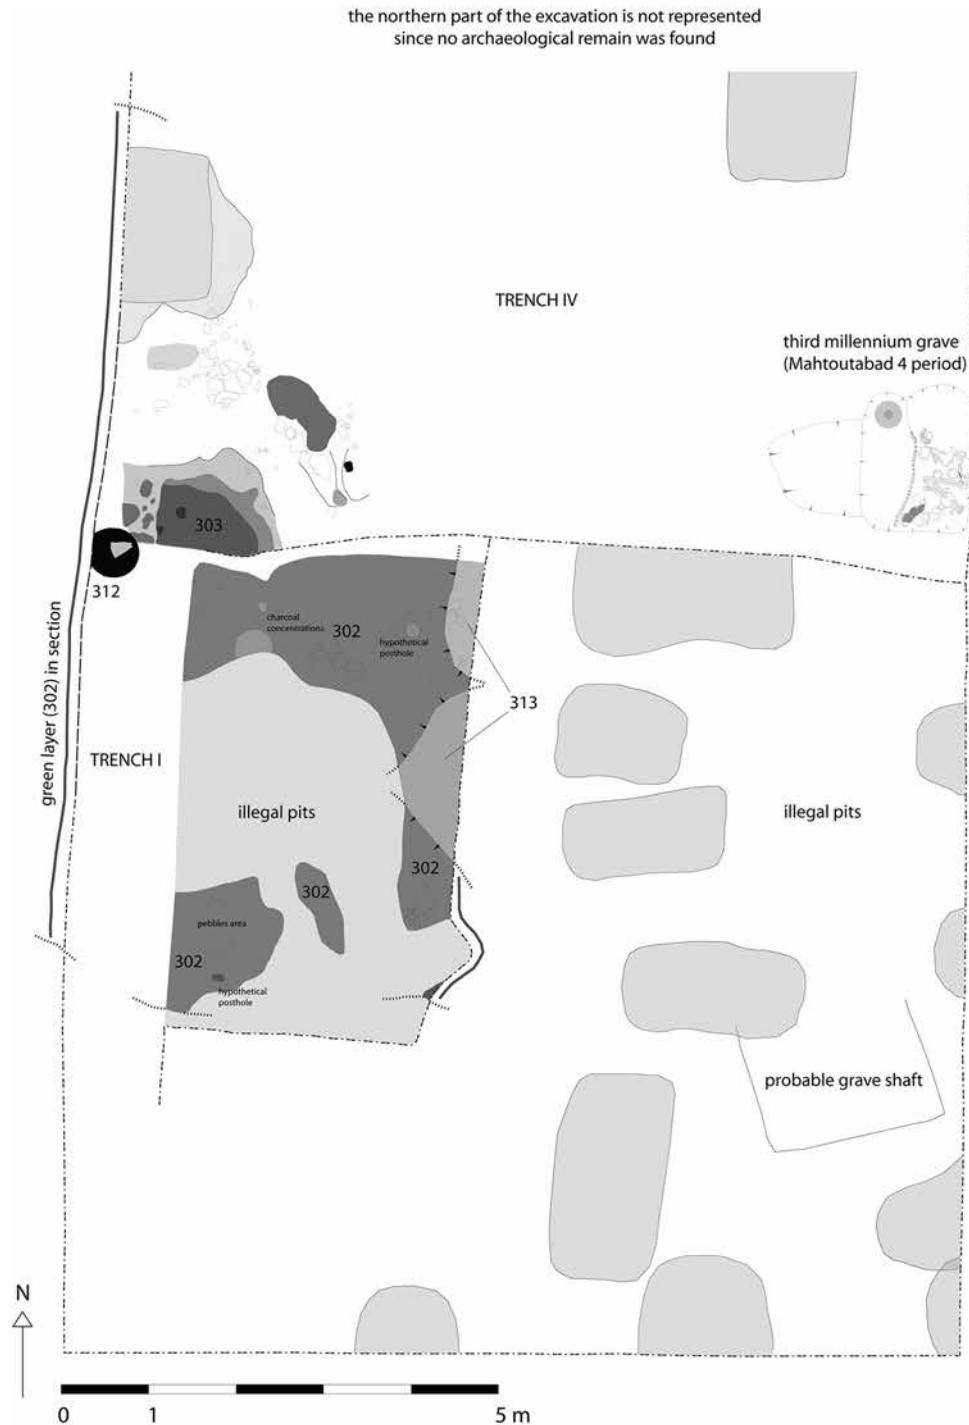 the northern part of the excavation is not represented
since no archaeological remain was found
TRENCH IV
third millennium grave
(Mahtoutabad 4 period)
303
312
charcoal
concentrations
302
hypothetical
posthole
313
green layer (302) in section
TRENCH I
illegal pits
illegal pits
302
302
pebbles area
302
hypothetical
posthole
probable grave shaft
N
0 1 5 m